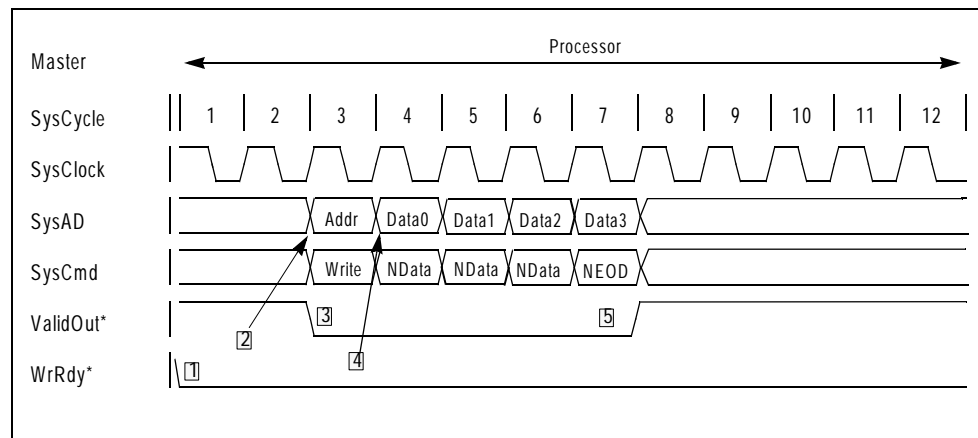 Master Processor
SysCycle 1 2 3 4 5 6 7 8 9 10 11 12
SysClock
SysAD Addr Data0 Data1 Data2 Data3
SysCmd Write NData NData NData NEOD
ValidOut* 3 5
2 4
WrRdy* 1